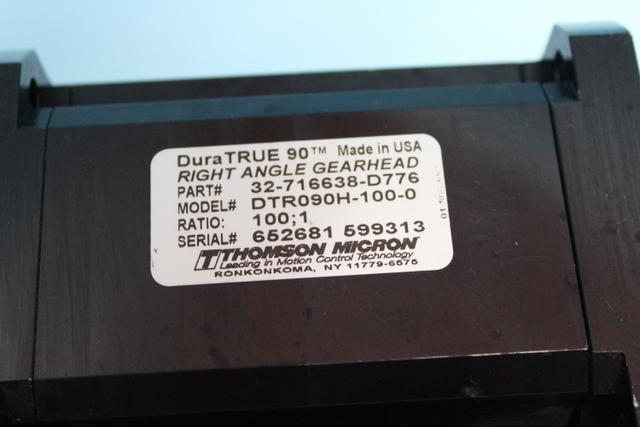 DuraTRUE 90™ Made in USA
RIGHT ANGLE GEARHEAD
PART# 32-716638-D776
MODEL# DTR090H-100-0
RATIO: 100;1
SERIAL# 652681 599313
THOMSON MICRON
Leading in Motion Control Technology
RONKONKOMA, NY 11779-6575